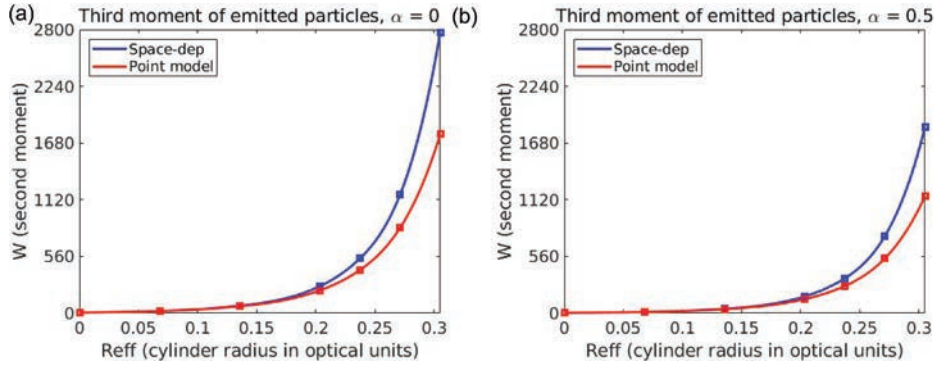 (a)
Third moment of emitted particles, α = 0
2800
2240
1680
1120
560
0
W (second moment)
Space-dep
Point model
0 0.05 0.1 0.15 0.2 0.25 0.3
Reff (cylinder radius in optical units)
(b)
Third moment of emitted particles, α = 0.5
2800
2240
1680
1120
560
0
W (second moment)
Space-dep
Point model
0 0.05 0.1 0.15 0.2 0.25 0.3
Reff (cylinder radius in optical units)